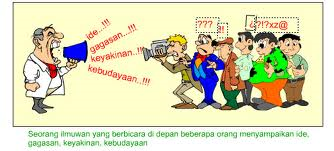 ide...!!!
gagasan...!!!
keyakinan..!!!
kebudayaan..!!!
???
!!
¿?!?xz@
Seorang ilmuwan yang berbicara di depan beberapa orang menyampaikan ide,
gagasan, keyakinan, kebudayaan